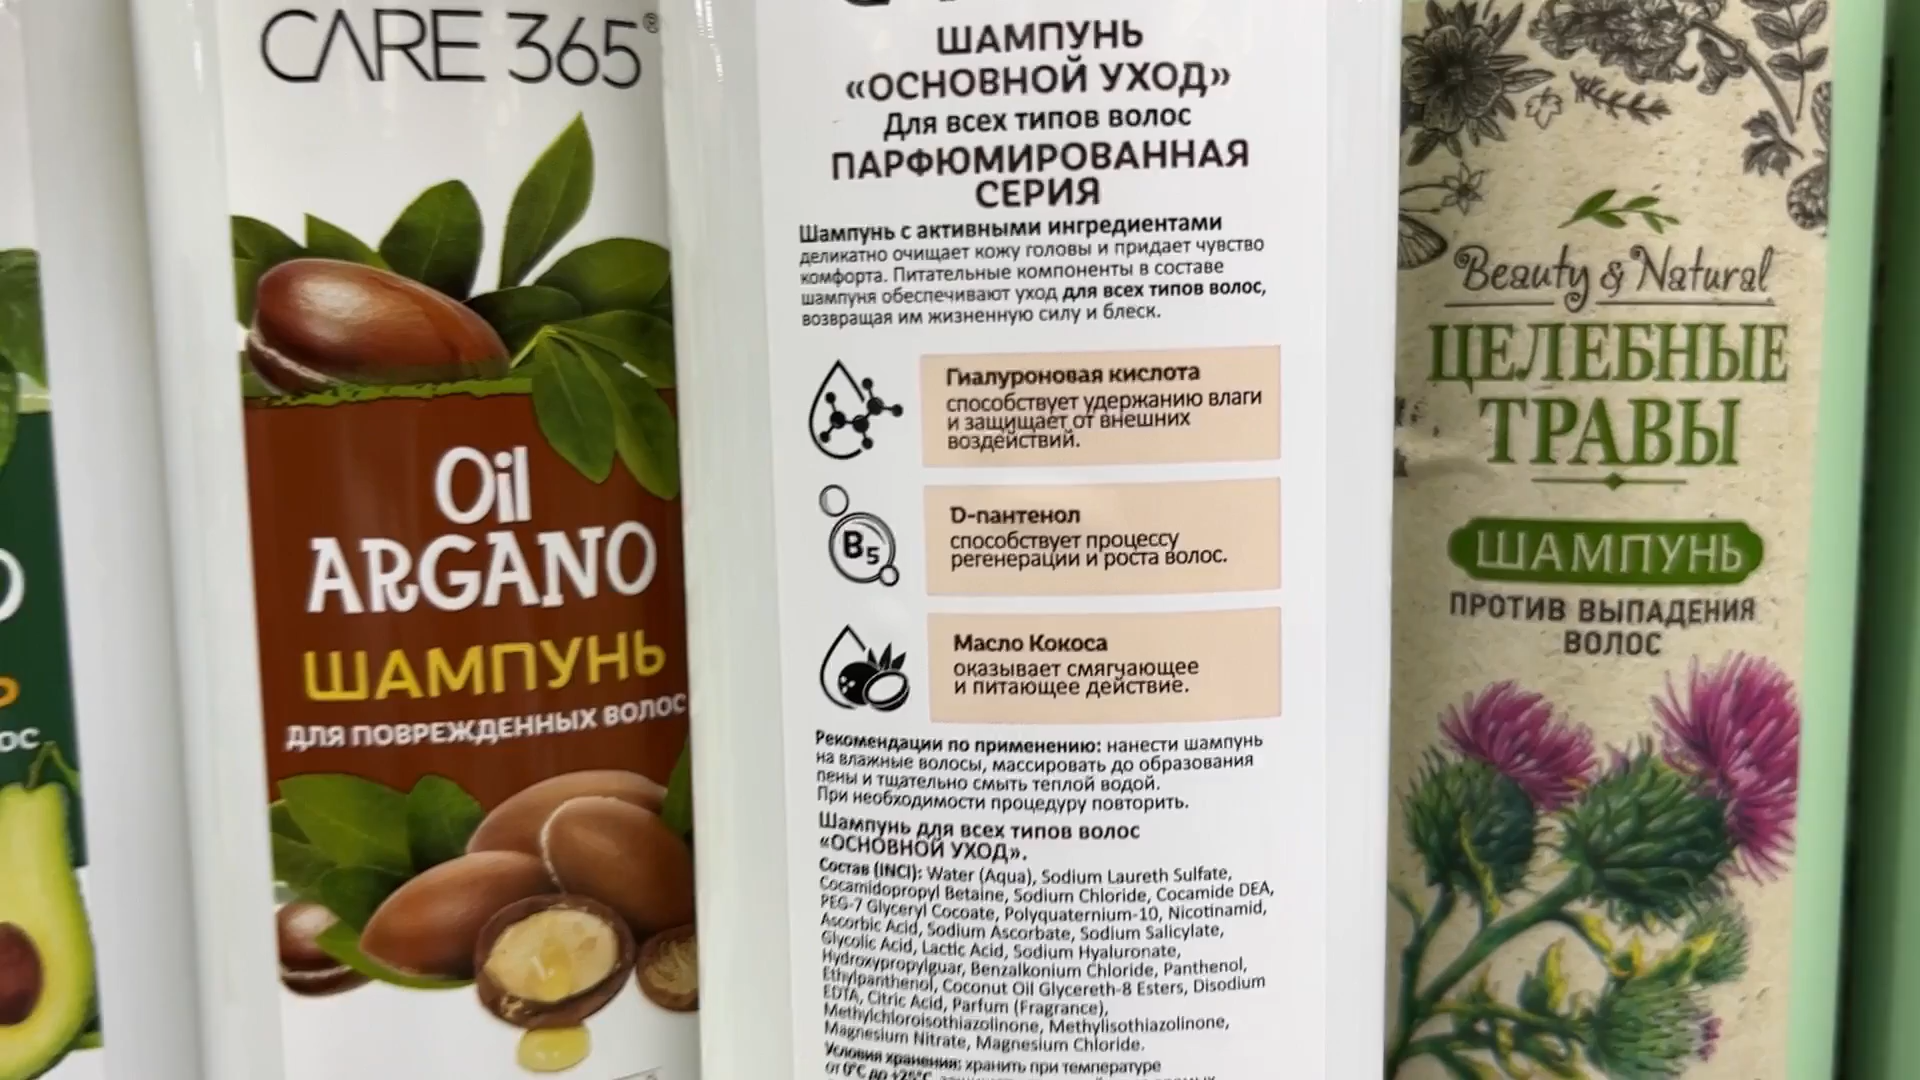 CARE 365®
Oil
ARGANO
ШАМПУНЬ
ДЛЯ ПОВРЕЖДЕННЫХ ВОЛОС
ШАМПУНЬ
«ОСНОВНОЙ УХОД»
Для всех типов волос
ПАРФЮМИРОВАННАЯ
СЕРИЯ
Шампунь с активными ингредиентами
деликатно очищает кожу головы и придает чувство
комфорта. Питательные компоненты в составе
шампуня обеспечивают уход для всех типов волос,
возвращая им жизненную силу и блеск.
Гиалуроновая кислота
способствует удержанию влаги
и защищает от внешних
воздействий.
B5
D-пантенол
способствует процессу
регенерации и роста волос.
Масло Кокоса
оказывает смягчающее
и питающее действие.
Рекомендации по применению: нанести шампунь
на влажные волосы, массировать до образования
пены и тщательно смыть теплой водой.
При необходимости процедуру повторить.
Шампунь для всех типов волос
«ОСНОВНОЙ УХОД».
Состав (INCI): Water (Aqua), Sodium Laureth Sulfate,
Cocamidopropyl Betaine, Sodium Chloride, Cocamide DEA,
PEG-7 Glyceryl Cocoate, Polyquaternium-10, Nicotinamid,
Ascorbic Acid, Sodium Ascorbate, Sodium Salicylate,
Glycolic Acid, Lactic Acid, Sodium Hyaluronate,
Hydroxypropylguar, Benzalkonium Chloride, Panthenol,
Ethylpanthenol, Coconut Oil Glycereth-8 Esters, Disodium
EDTA, Citric Acid, Parfum (Fragrance),
Methylchloroisothiazolinone, Methylisothiazolinone,
Magnesium Nitrate, Magnesium Chloride.
Условия хранения: хранить при температуре
от 0°С до +25°С,
Beauty & Natural
ЦЕЛЕБНЫЕ
ТРАВЫ
ШАМПУНЬ
ПРОТИВ ВЫПАДЕНИЯ
ВОЛОС